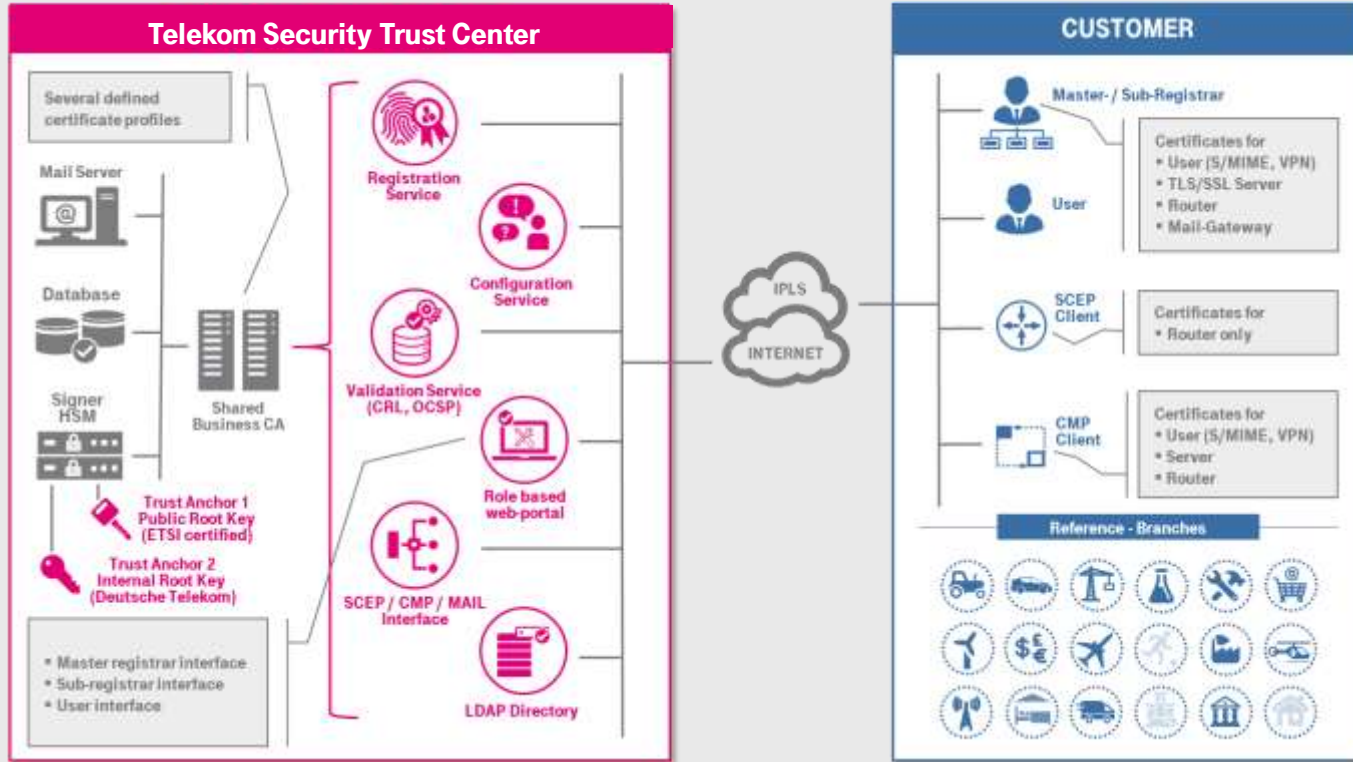 Telekom Security Trust Center
Several defined
certificate profiles
Mail Server
@
Database
Signer
HSM
Shared
Business CA
Trust Anchor 1
Public Root Key
(ETSI certified)
Trust Anchor 2
Internal Root Key
(Deutsche Telekom)
▪ Master registrar interface
▪ Sub-registrar interface
▪ User interface
Registration
Service
!
?
Configuration
Service
Validation Service
(CRL, OCSP)
Role based
web-portal
SCEP / CMP / MAIL
Interface
LDAP Directory
IPLS
INTERNET
CUSTOMER
Master- / Sub-Registrar
Certificates for
▪ User (S/MIME, VPN)
▪ TLS/SSL Server
▪ Router
▪ Mail-Gateway
User
SCEP
Client
Certificates for
▪ Router only
CMP
Client
Certificates for
▪ User (S/MIME, VPN)
▪ Server
▪ Router
Reference - Branches
@
$ £
€